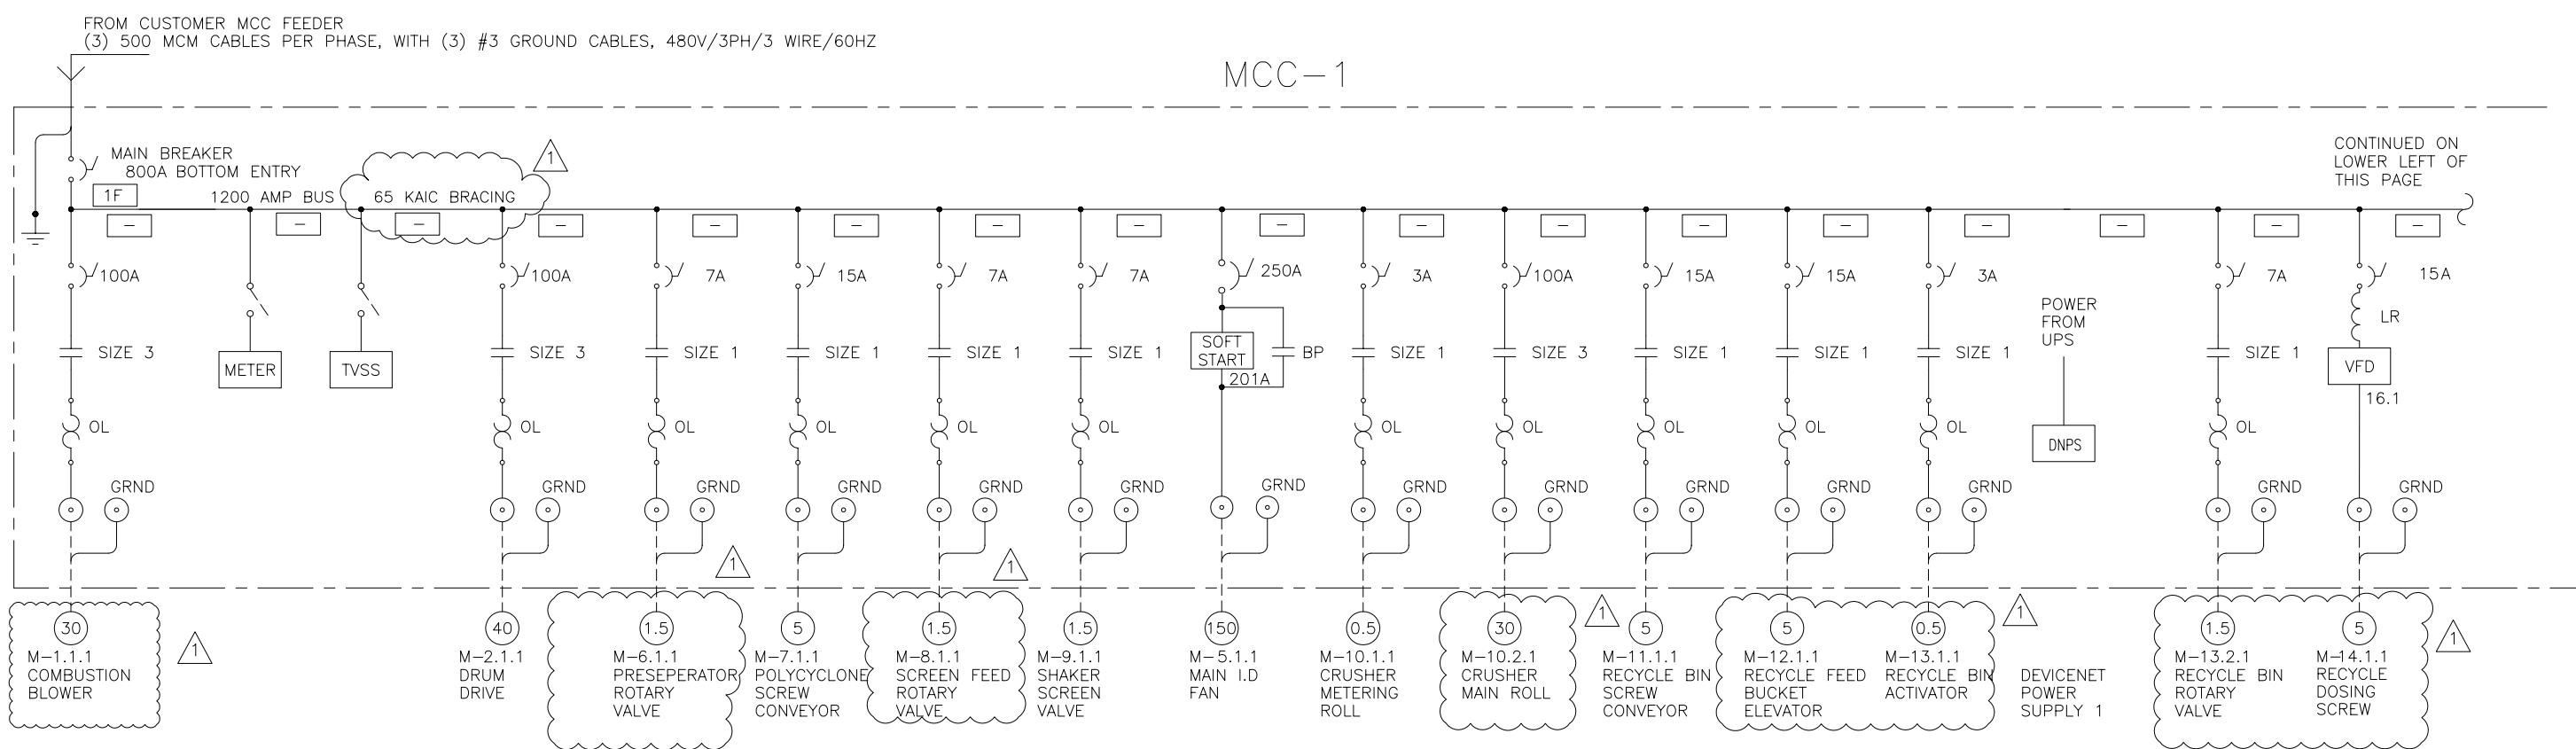 FROM CUSTOMER MCC FEEDER
(3) 500 MCM CABLES PER PHASE, WITH (3) #3 GROUND CABLES, 480V/3PH/3 WIRE/60HZ
MCC-1
MAIN BREAKER
800A BOTTOM ENTRY
1F
1200 AMP BUS
65 KAIC BRACING
1
CONTINUED ON
LOWER LEFT OF
THIS PAGE
- - - - - - - - - - - - - - - - -
100A
100A
7A
15A
7A
7A
250A
3A
100A
15A
15A
3A
7A
15A
POWER
FROM
UPS
LR
SIZE 3
METER
TVSS
SIZE 3
SIZE 1
SIZE 1
SIZE 1
SIZE 1
SOFT
START
BP
201A
SIZE 1
SIZE 3
SIZE 1
SIZE 1
SIZE 1
SIZE 1
VFD
16.1
OL
OL
OL
OL
OL
OL
OL
OL
OL
OL
OL
OL
DNPS
GRND
GRND
GRND
GRND
GRND
GRND
GRND
GRND
GRND
GRND
GRND
GRND
GRND
GRND
1
1
30
M-1.1.1
COMBUSTION
BLOWER
1
40
M-2.1.1
DRUM
DRIVE
1.5
M-6.1.1
PRESEPERATOR
ROTARY
VALVE
5
M-7.1.1
POLYCYCLONE
SCREW
CONVEYOR
1.5
M-8.1.1
SCREEN FEED
ROTARY
VALVE
1.5
M-9.1.1
SHAKER
SCREEN
VALVE
150
M-5.1.1
MAIN I.D
FAN
0.5
M-10.1.1
CRUSHER
METERING
ROLL
30
M-10.2.1
CRUSHER
MAIN ROLL
1
5
M-11.1.1
RECYCLE BIN
SCREW
CONVEYOR
5
M-12.1.1
RECYCLE FEED
BUCKET
ELEVATOR
0.5
M-13.1.1
RECYCLE BIN
ACTIVATOR
1
DEVICENET
POWER
SUPPLY 1
1.5
M-13.2.1
RECYCLE BIN
ROTARY
VALVE
5
M-14.1.1
RECYCLE
DOSING
SCREW
1